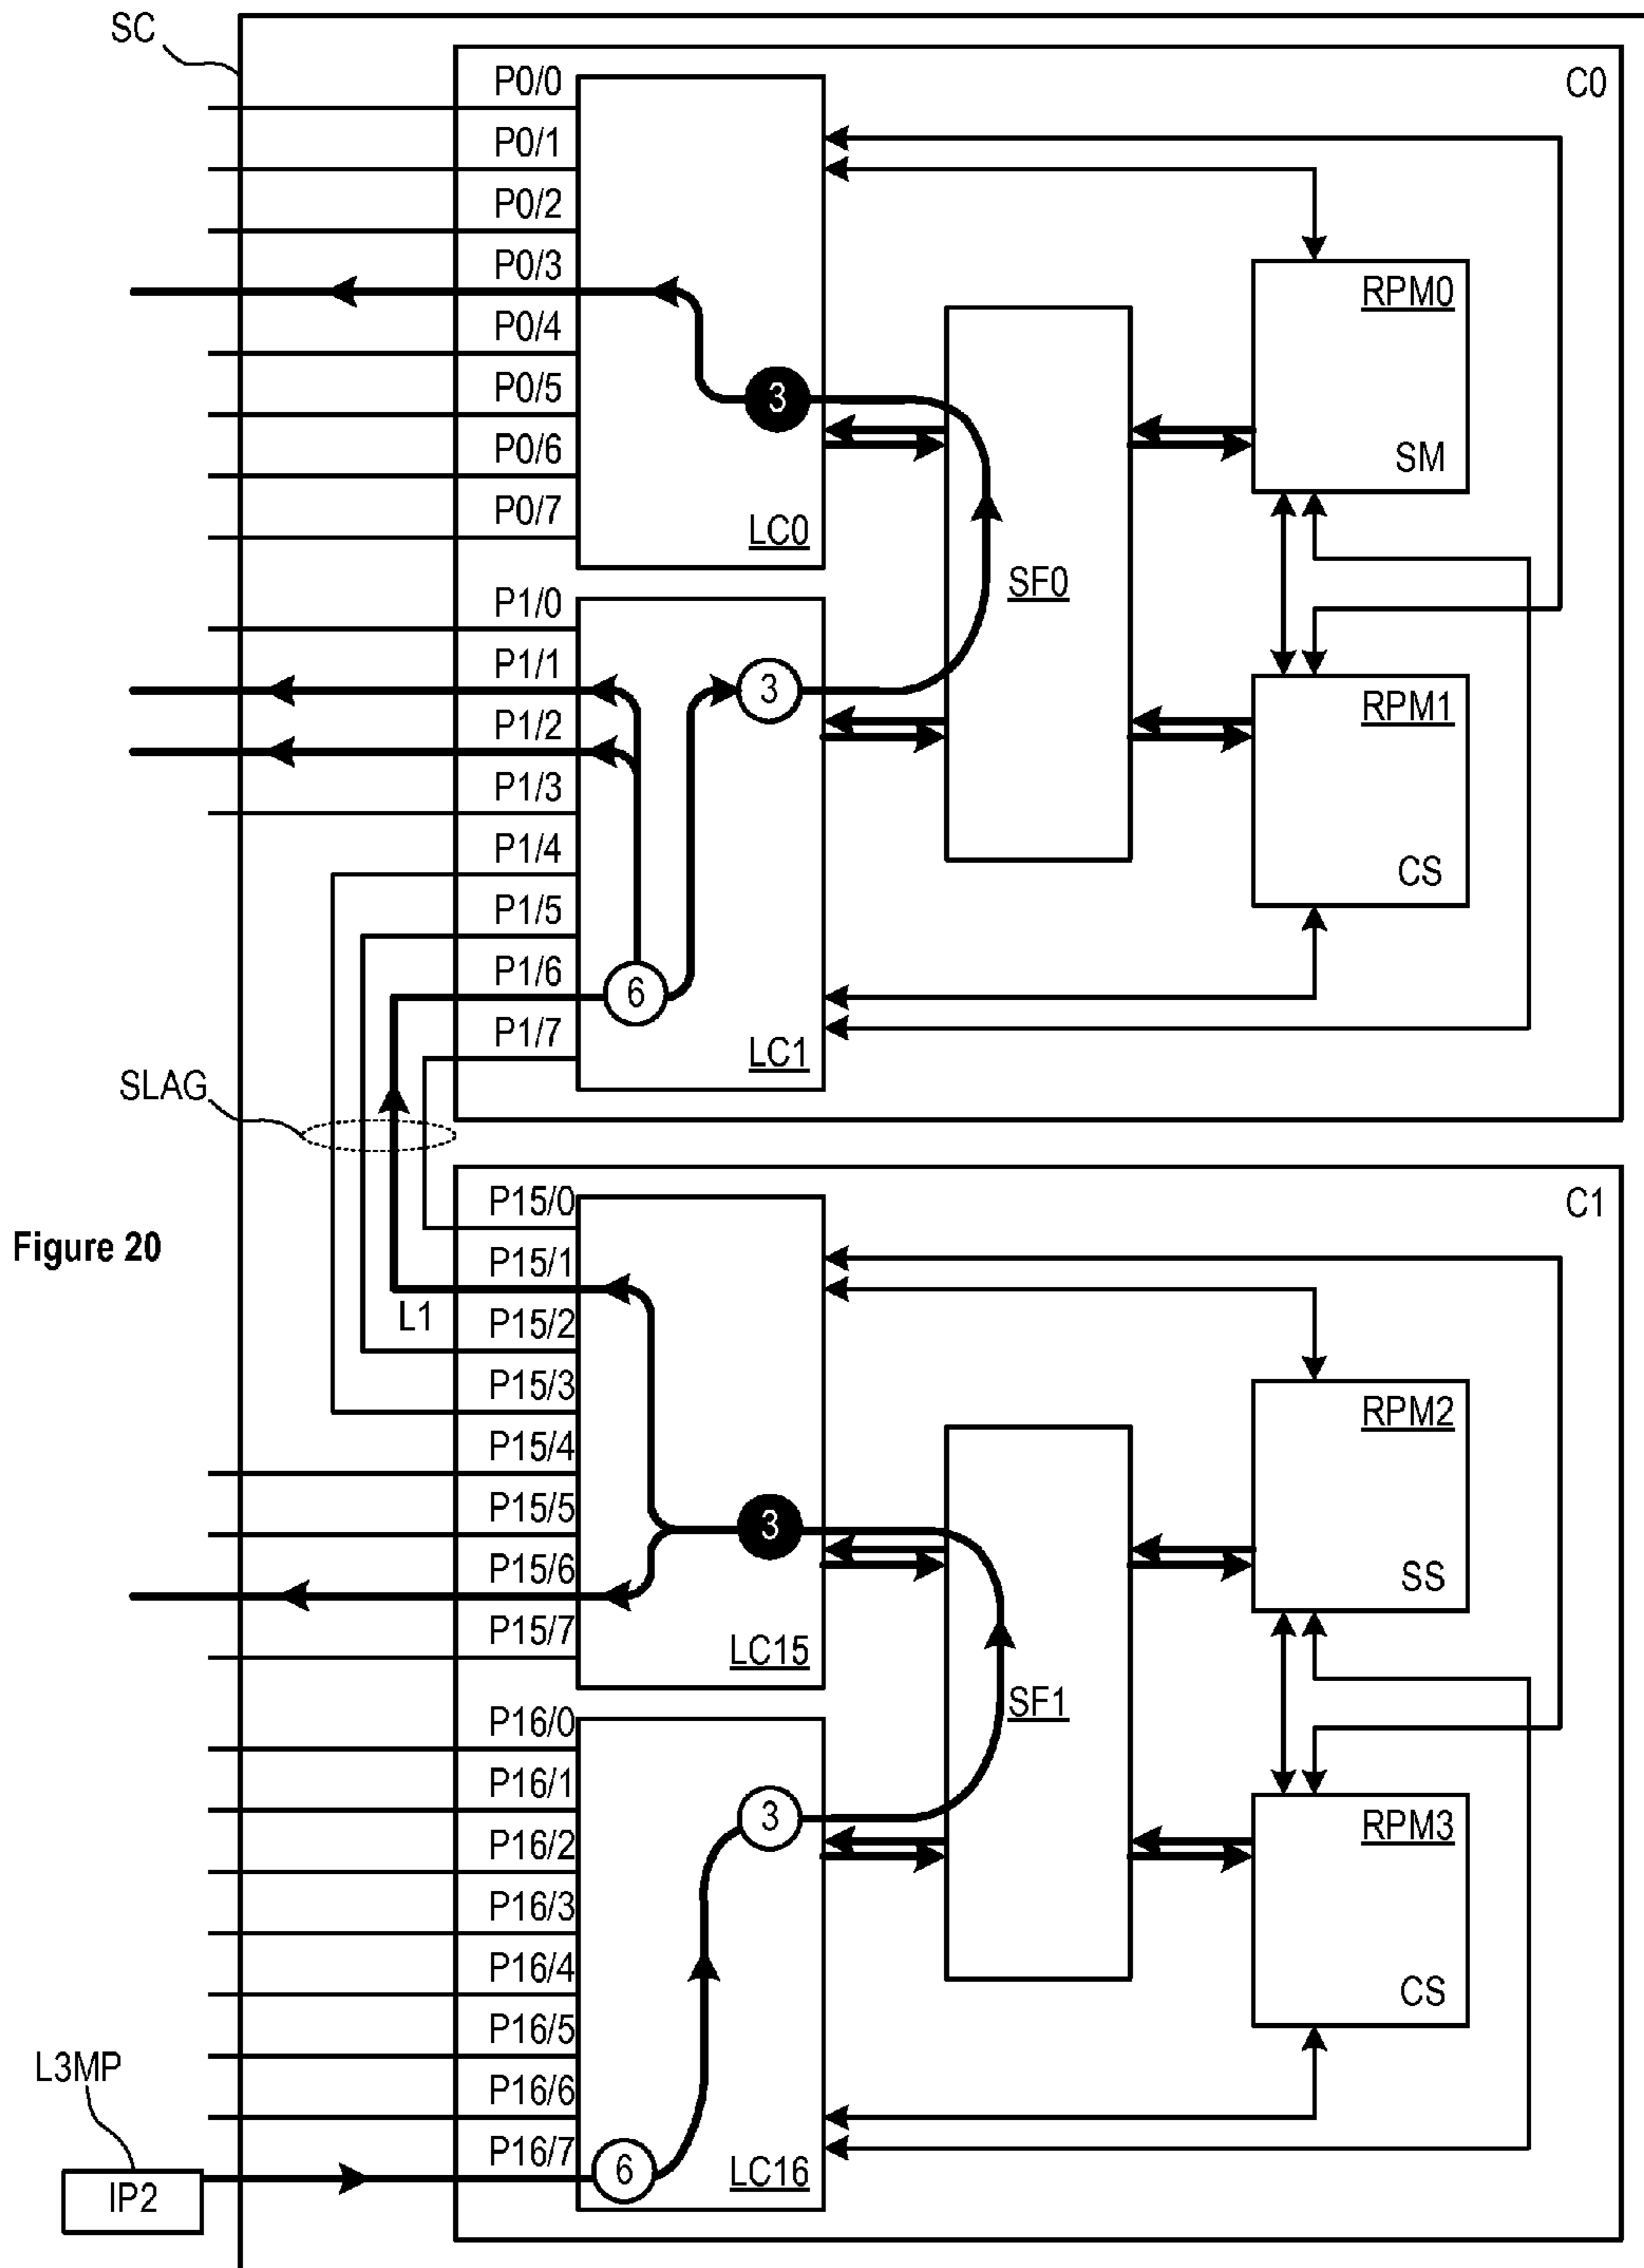 SC
C0
P0/0
P0/1
P0/2
P0/3
P0/4
P0/5
P0/6
P0/7
3
LC0
SF0
RPM0
SM
P1/0
P1/1
P1/2
P1/3
P1/4
P1/5
P1/6
P1/7
3
6
LC1
RPM1
CS
SLAG
Figure 20
C1
P15/0
P15/1
L1
P15/2
P15/3
P15/4
P15/5
P15/6
P15/7
3
LC15
SF1
RPM2
SS
P16/0
P16/1
P16/2
P16/3
P16/4
P16/5
P16/6
P16/7
3
6
LC16
RPM3
CS
L3MP
IP2